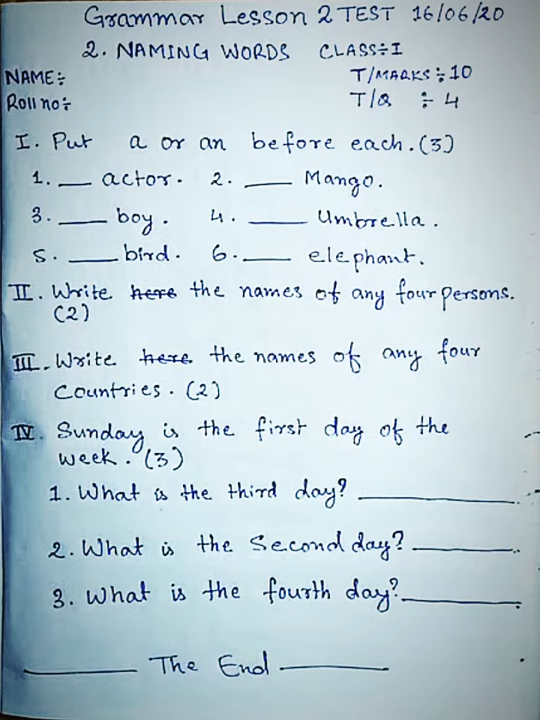 Grammar Lesson 2 TEST 16/06/20
2. NAMING WORDS CLASS÷I
NAME÷ T/MARKS÷10
Roll no÷ T/Q ÷ 4
I. Put a or an before each. (3)
1. ___ actor. 2. ___ Mango.
3. ___ boy. 4. ___ Umbrella.
5. ___ bird. 6. ___ elephant.
II. Write here the names of any four persons.
(2)
III. Write here the names of any four
Countries. (2)
IV. Sunday is the first day of the
week. (3)
1. What is the third day? ___
2. What is the Second day? ___
3. What is the fourth day? ___
___ The End ___